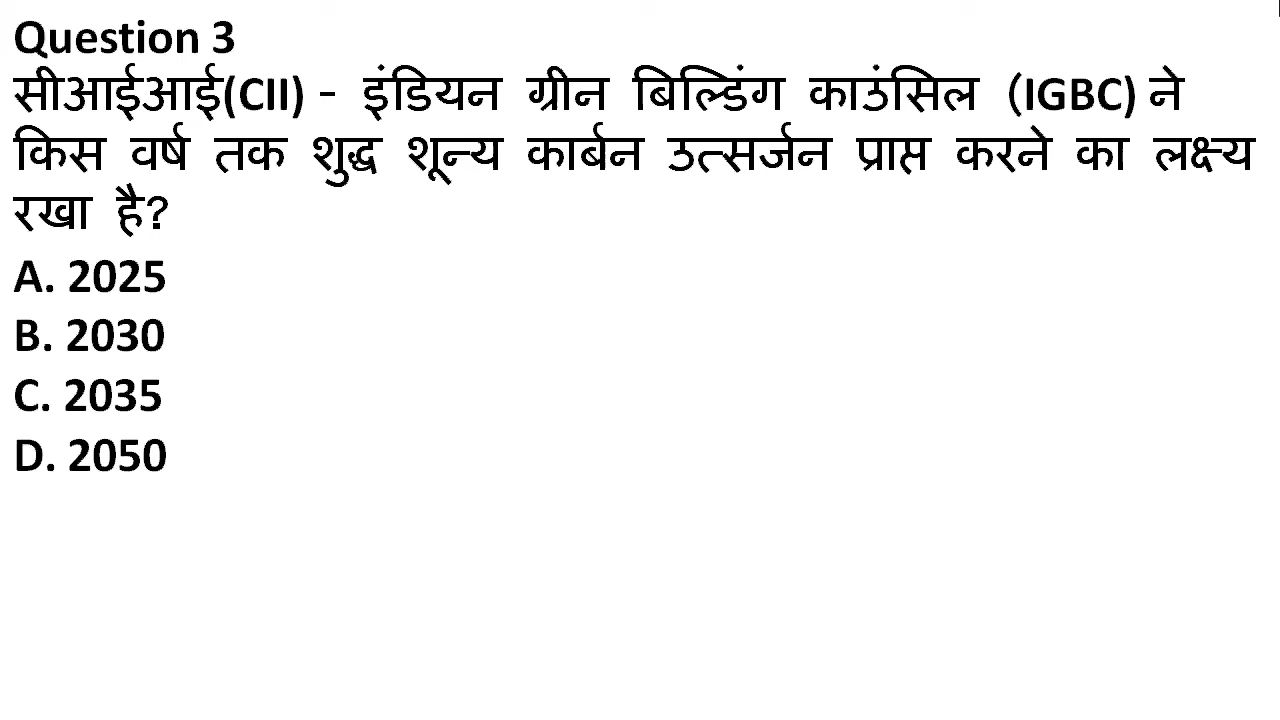 Question 3
सीआईआई(CII) - इंडियन ग्रीन बिल्डिंग काउंसिल (IGBC) ने
किस वर्ष तक शुद्ध शून्य कार्बन उत्सर्जन प्राप्त करने का लक्ष्य
रखा है?
A. 2025
B. 2030
C. 2035
D. 2050